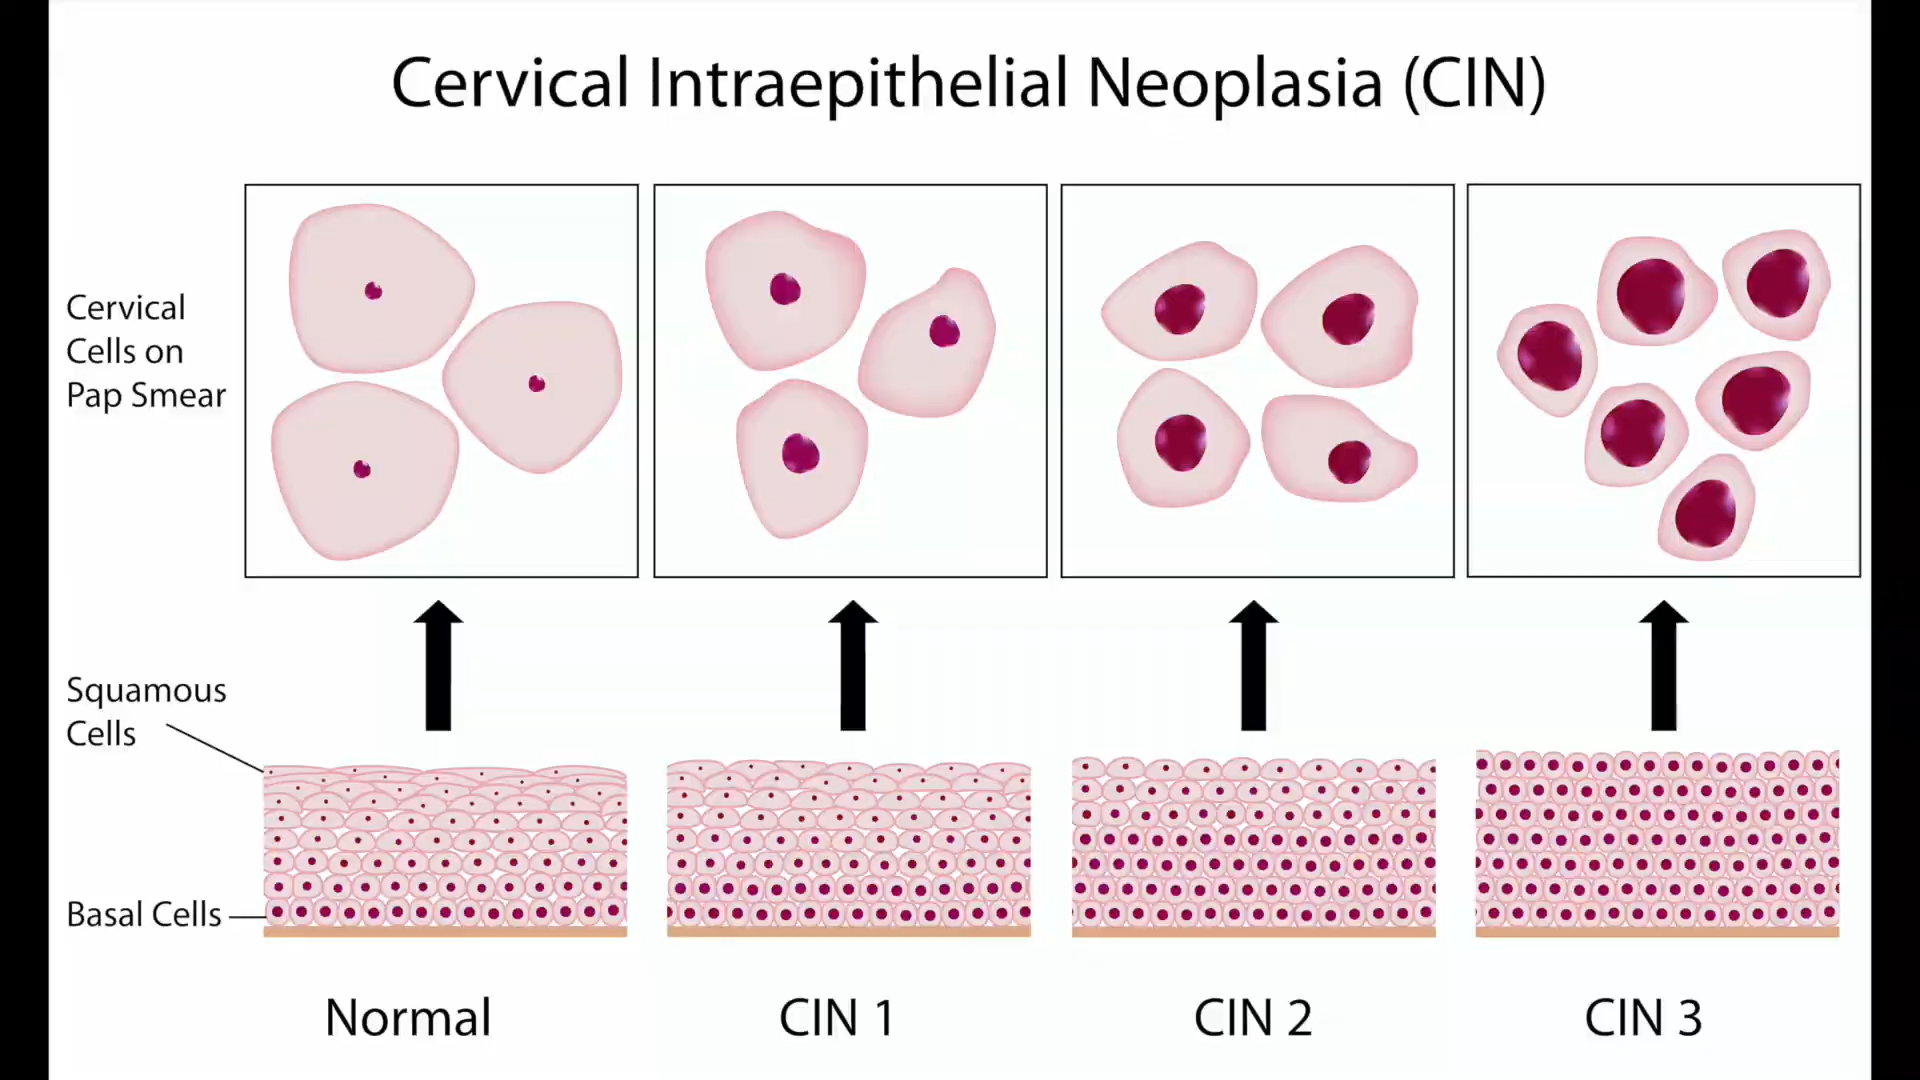 Cervical Intraepithelial Neoplasia (CIN)
Cervical
Cells on
Pap Smear
Squamous
Cells
Basal Cells
Normal
CIN 1
CIN 2
CIN 3